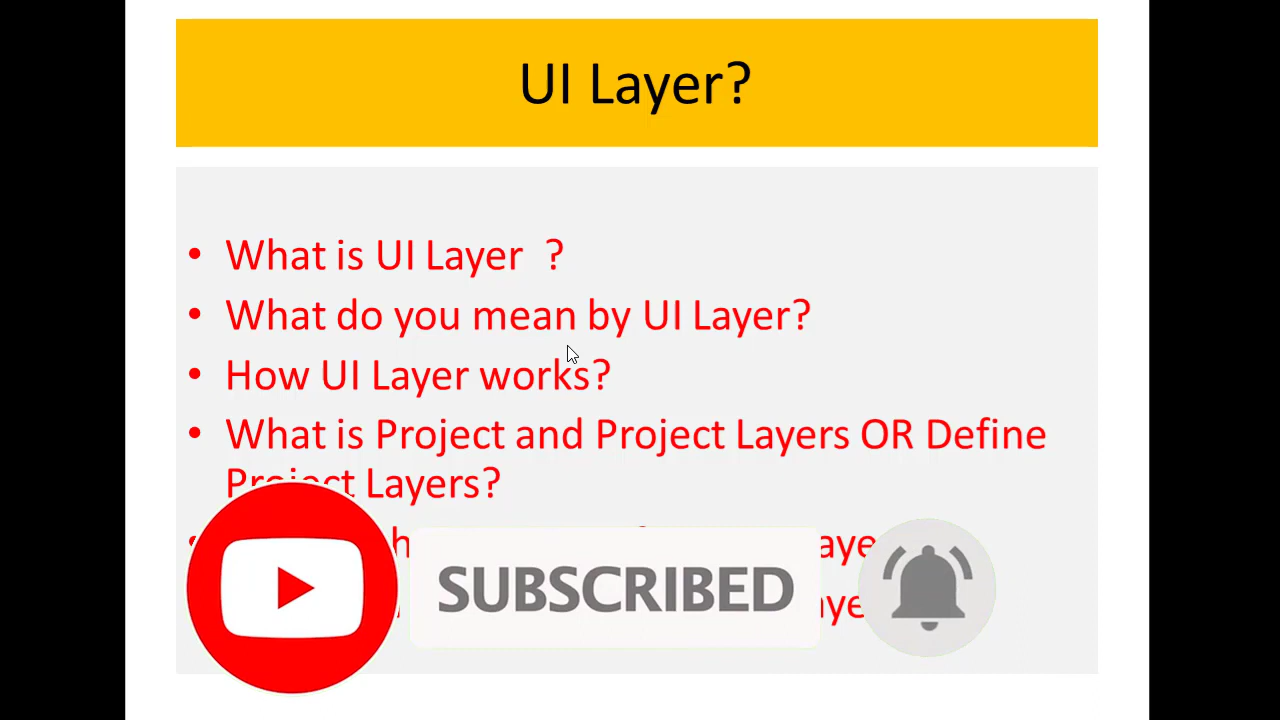 UI Layer?
• What is UI Layer ?
• What do you mean by UI Layer?
• How UI Layer works?
• What is Project and Project Layers OR Define
Project Layers?
SUBSCRIBED